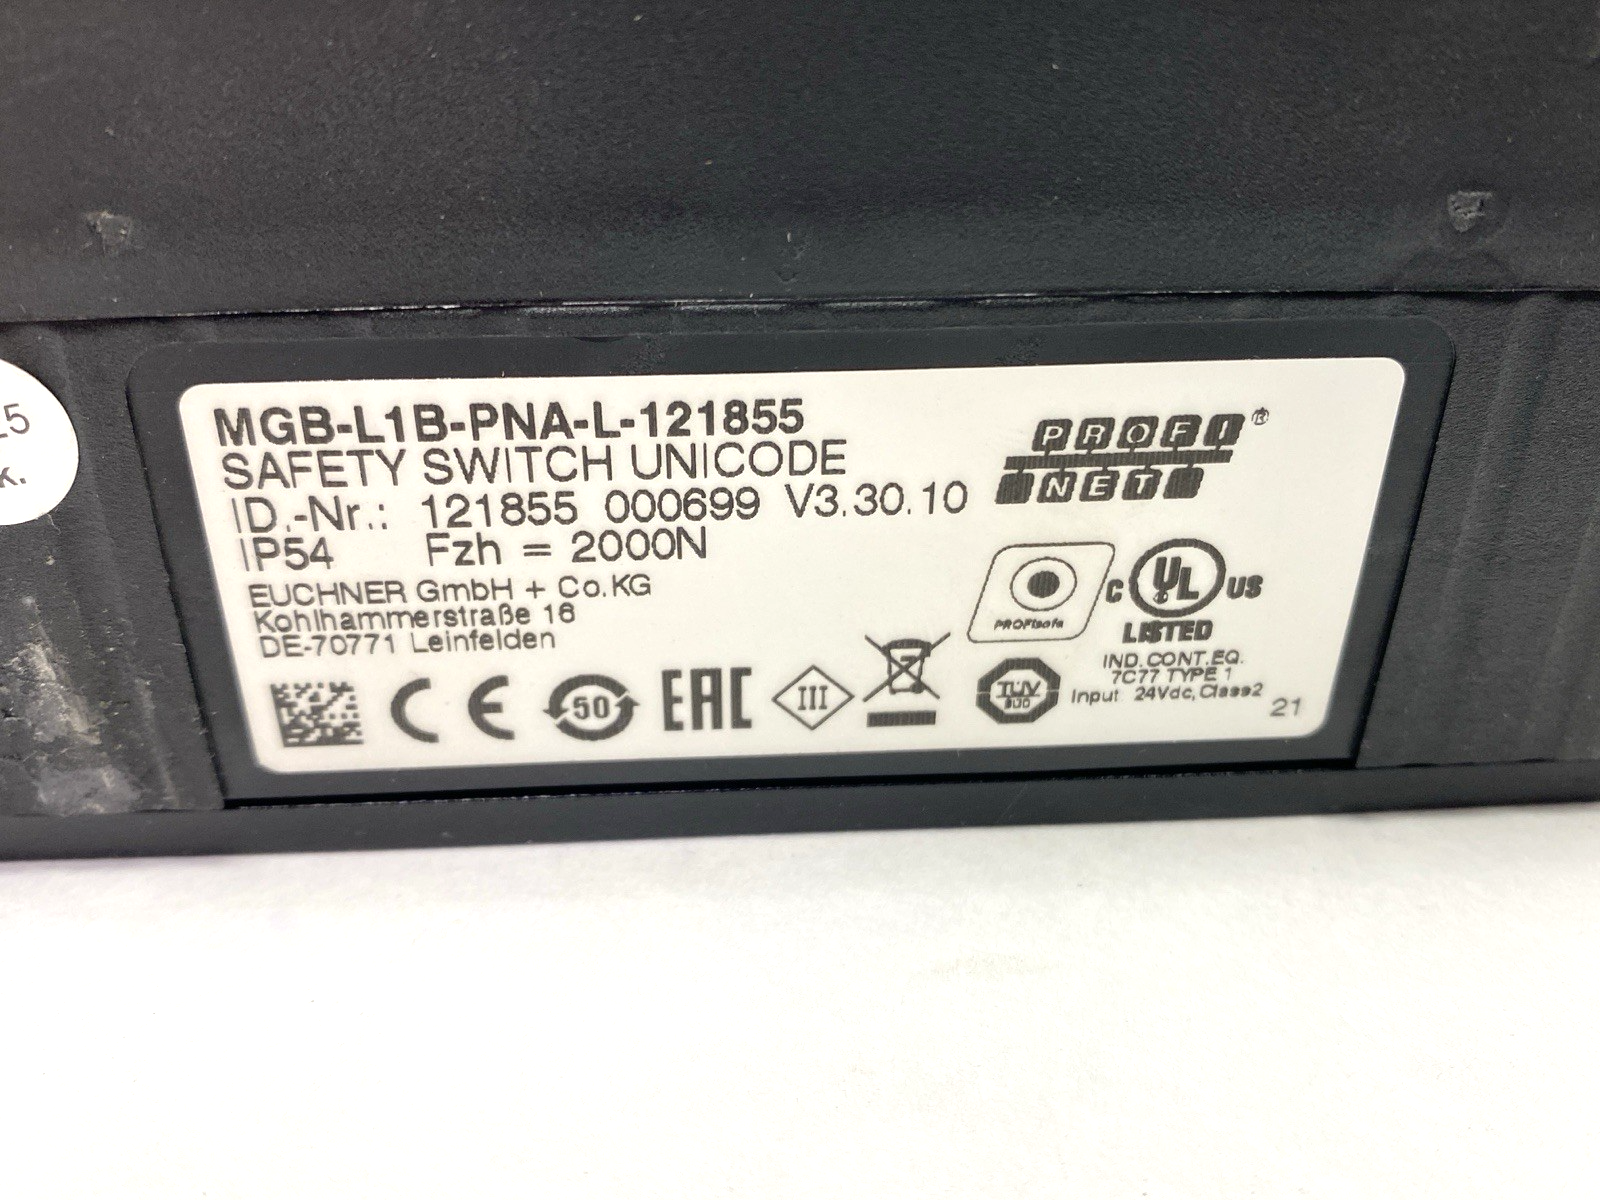 MGB-L1B-PNA-L-121855
SAFETY SWITCH UNICODE
ID.-Nr.: 121855 000699 V3.30.10
IP54 Fzh = 2000N
EUCHNER GmbH + Co.KG
Kohlhammerstraße 16
DE-70771 Leinfelden
PROFI®
NET
PROFIsafe
C UL US
LISTED
IND.CONT.EQ.
7C77 TYPE 1
Input 24Vdc, Class2
21
CE 50 EAC III TÜV
SÜD
5
K.